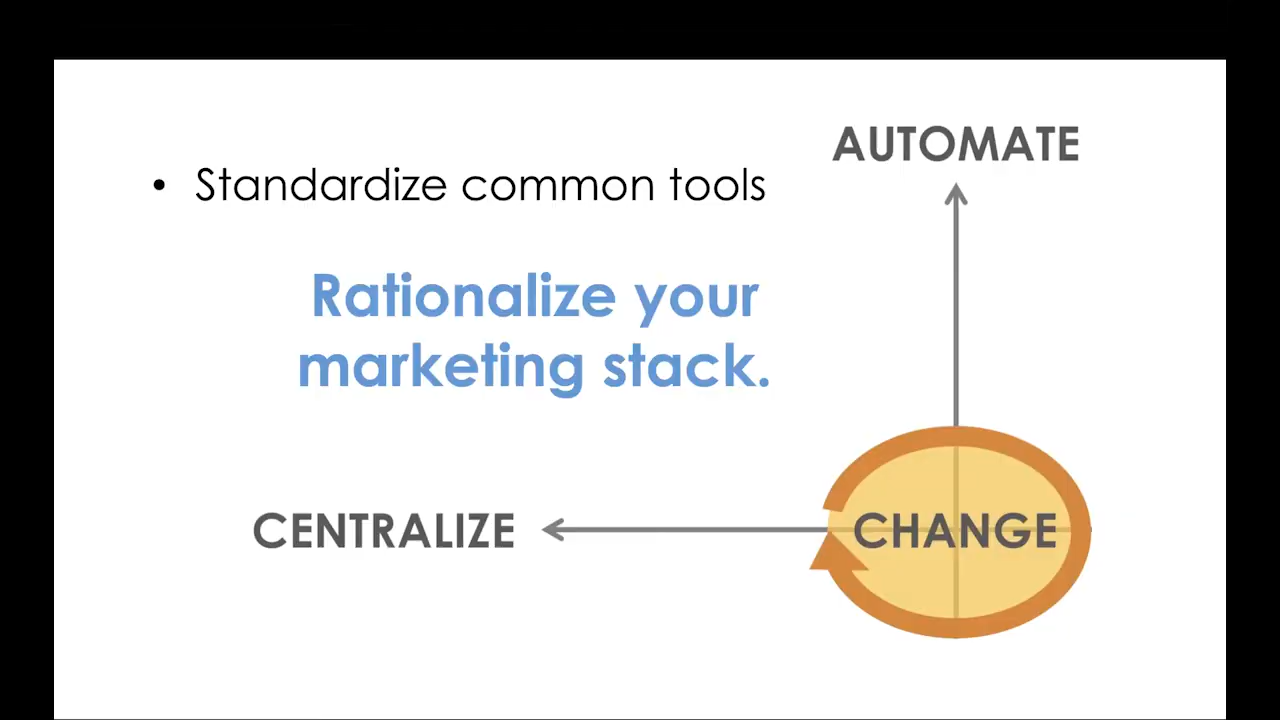 AUTOMATE
• Standardize common tools
Rationalize your
marketing stack.
CENTRALIZE
CHANGE